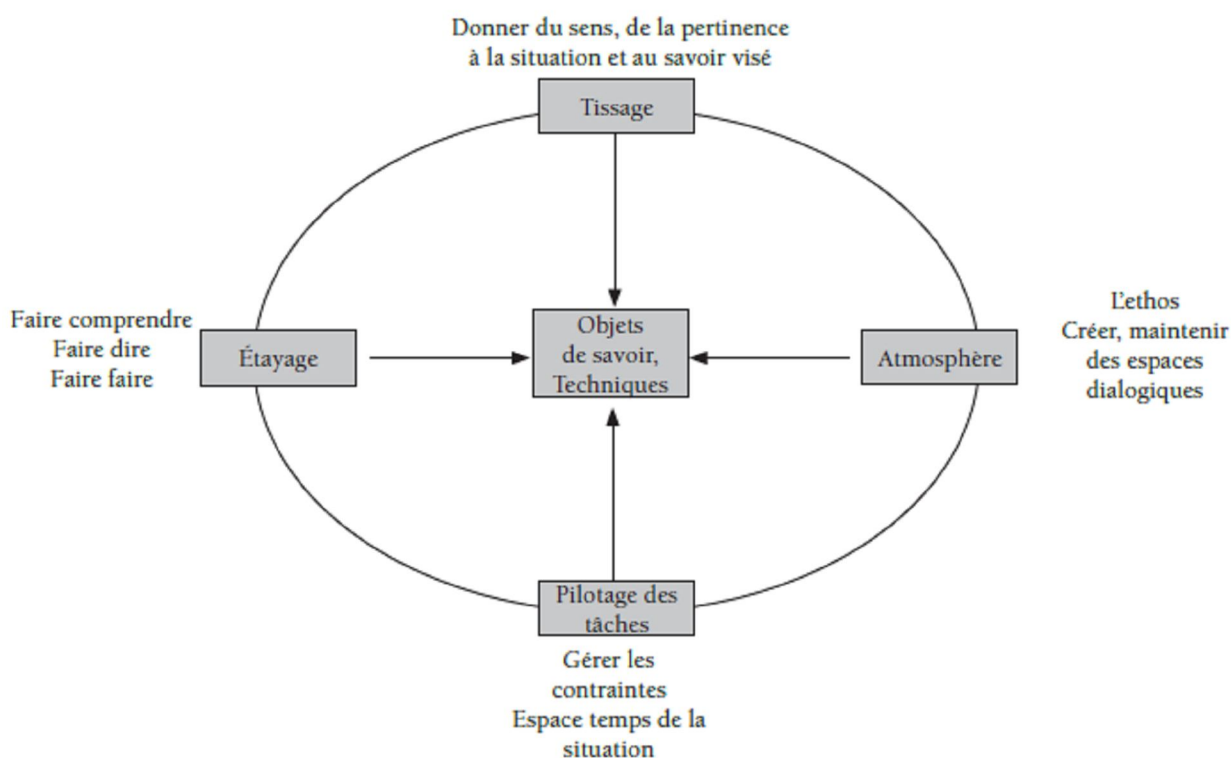 Donner du sens, de la pertinence
à la situation et au savoir visé
Tissage
Faire comprendre
Faire dire
Faire faire
Étayage
Objets
de savoir,
Techniques
Atmosphère
L'ethos
Créer, maintenir
des espaces
dialogiques
Pilotage des
tâches
Gérer les
contraintes
Espace temps de la
situation